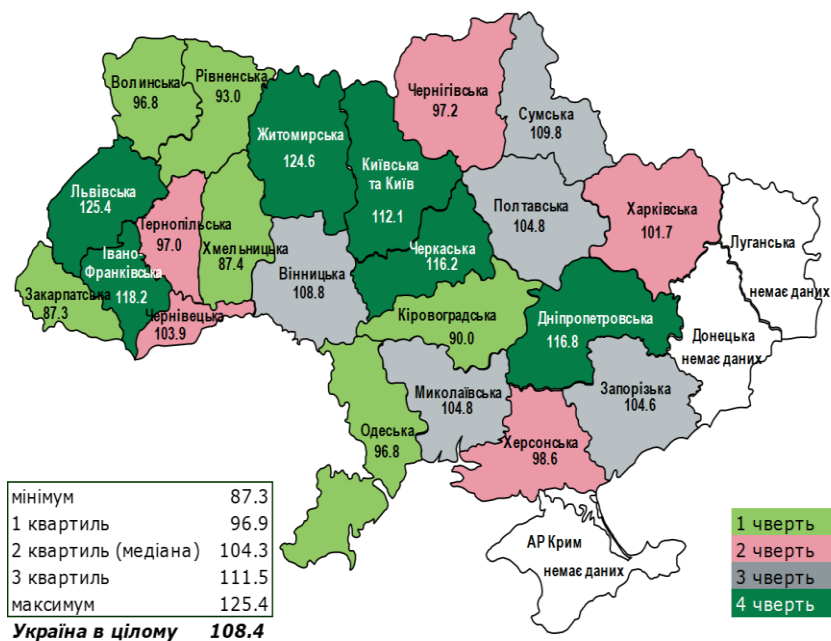 Волинська
96.8
Рівненська
93.0
Житомирська
124.6
Київська
та Київ
112.1
Чернігівська
97.2
Сумська
109.8
Львівська
125.4
Тернопільська
97.0
Хмельницька
87.4
Вінницька
108.8
Черкаська
116.2
Полтавська
104.8
Харківська
101.7
Луганська
немає даних
Івано-
Франківська
118.2
Закарпатська
87.3
Чернівецька
103.9
Кіровоградська
90.0
Дніпропетровська
116.8
Донецька
немає даних
Одеська
96.8
Миколаївська
104.8
Херсонська
98.6
Запорізька
104.6
АР Крим
немає даних
мінімум 87.3
1 квартиль 96.9
2 квартиль (медіана) 104.3
3 квартиль 111.5
максимум 125.4
Україна в цілому 108.4
1 чверть
2 чверть
3 чверть
4 чверть